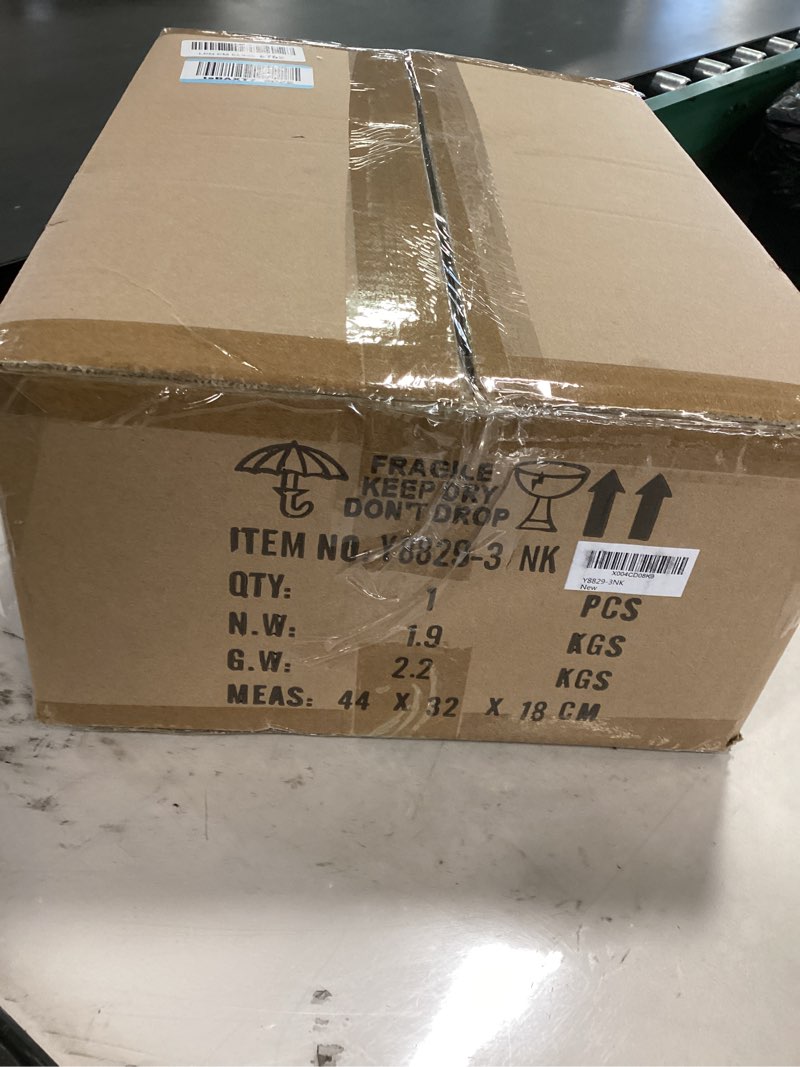 FRAGILE
KEEP DRY
DON'T DROP
ITEM NO. Y8829-3 NK
X004CD08K9
Y8829-3NK
New
QTY: 1 PCS
N.W: 1.9 KGS
G.W: 2.2 KGS
MEAS: 44 X 32 X 18 CM